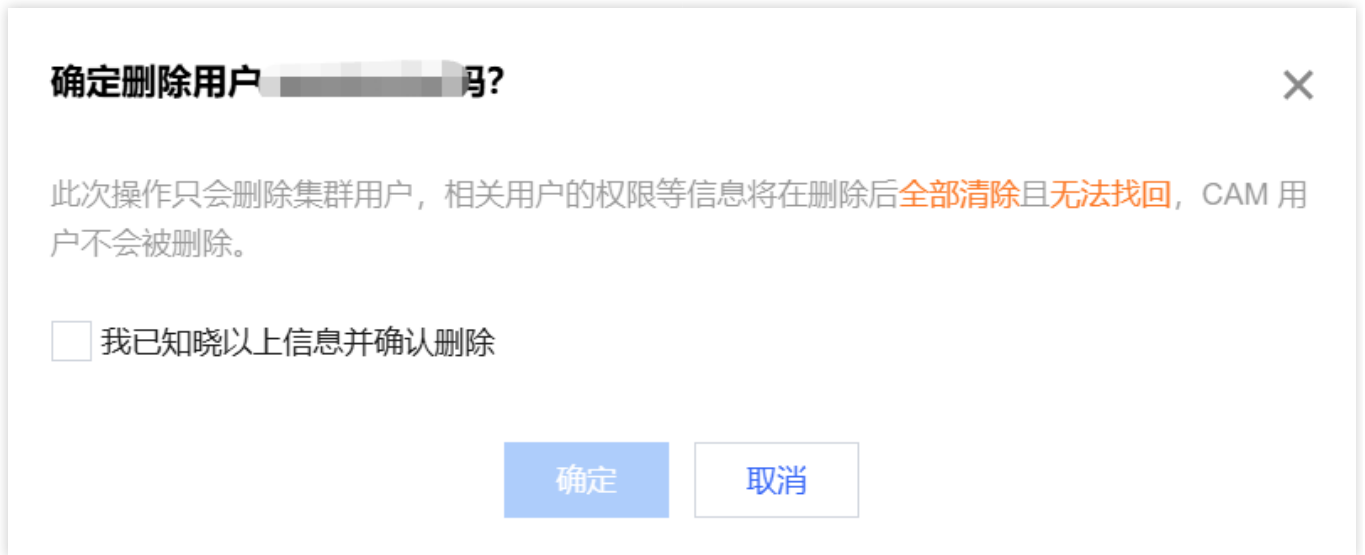 确定删除用户 吗?
此次操作只会删除集群用户，相关用户的权限等信息将在删除后全部清除且无法找回，CAM 用
户不会被删除。
我已知晓以上信息并确认删除
确定
取消